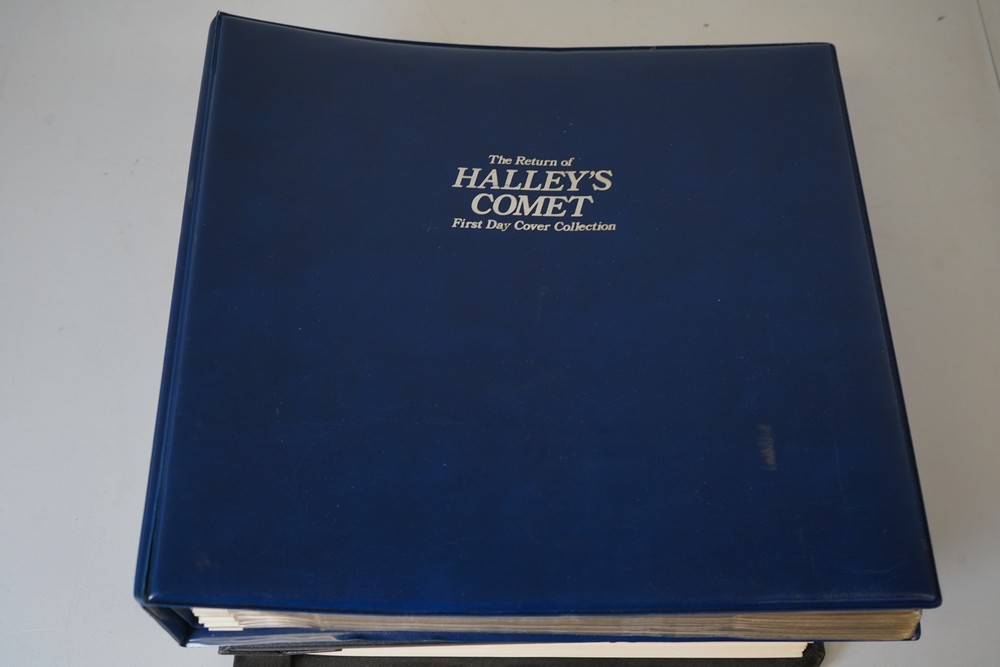 The Return of
HALLEY'S
COMET
First Day Cover Collection